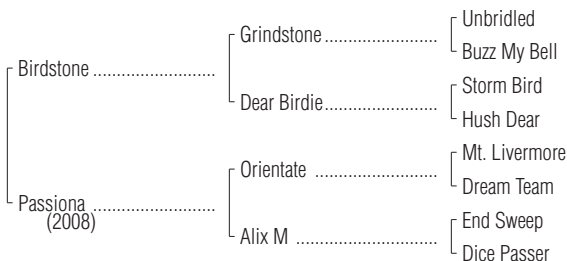 Unbridled
Grindstone ........................
Buzz My Bell
Birdstone ..........................
Storm Bird
Dear Birdie ........................
Hush Dear
Mt. Livermore
Orientate ..........................
Dream Team
Passiona ..........................
(2008)
End Sweep
Alix M ..............................
Dice Passer